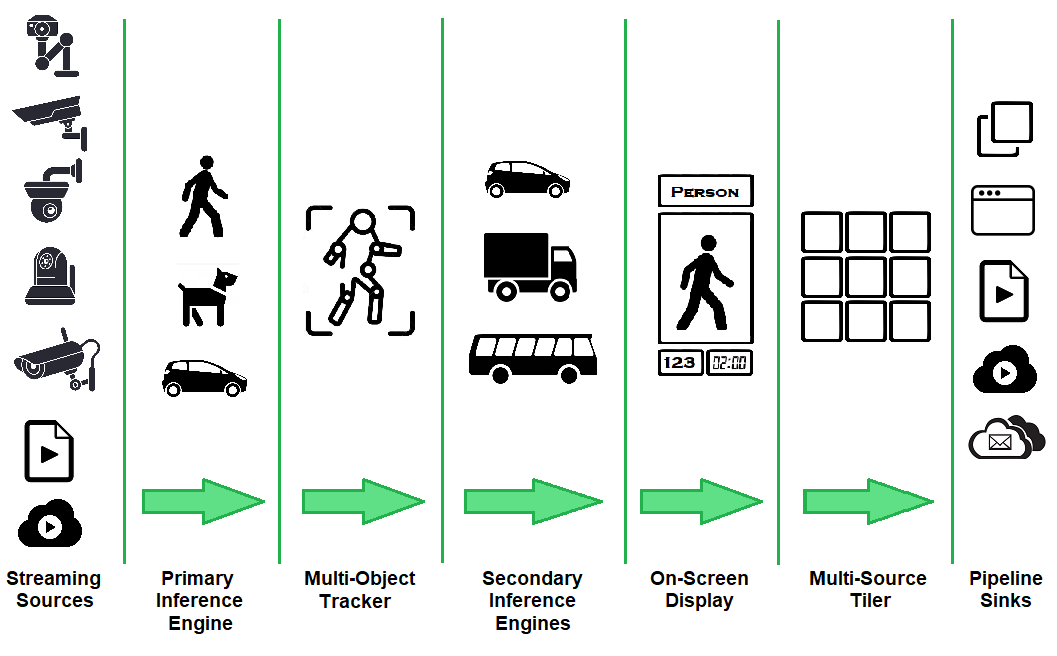 PERSON
123
02:00
Streaming
Sources
Primary
Inference
Engine
Multi-Object
Tracker
Secondary
Inference
Engines
On-Screen
Display
Multi-Source
Tiler
Pipeline
Sinks